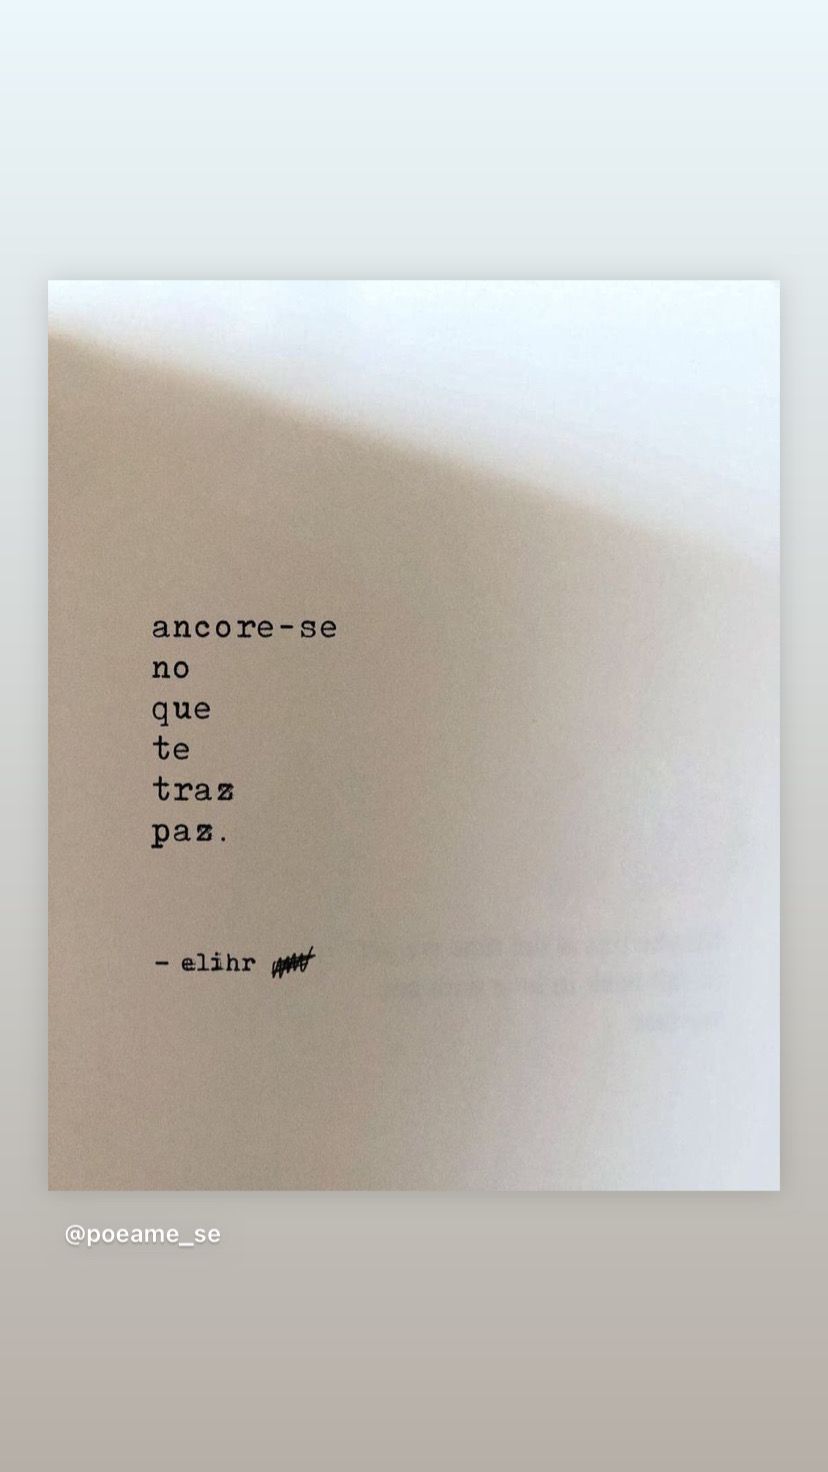 ancore-se
no
que
te
traz
paz.
- elihr
@poeame_se